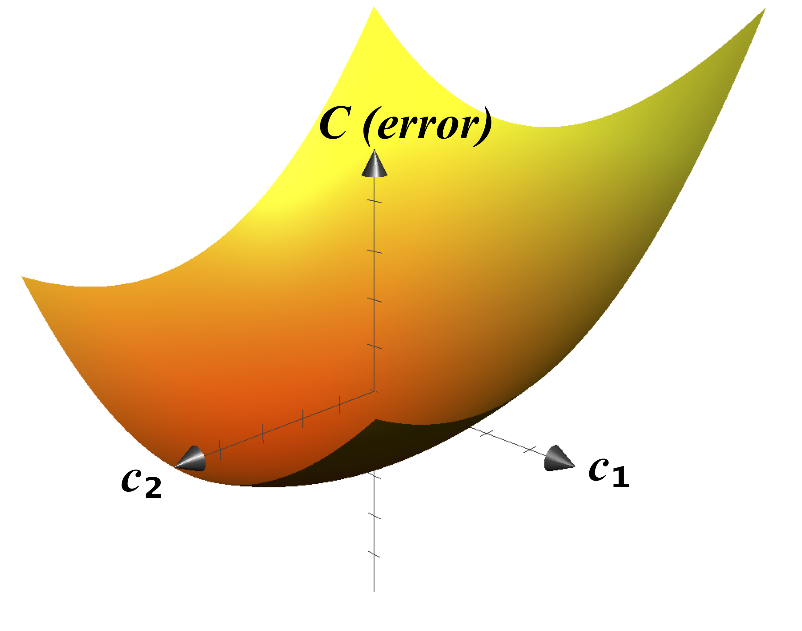 C (error)
c₂
c₁